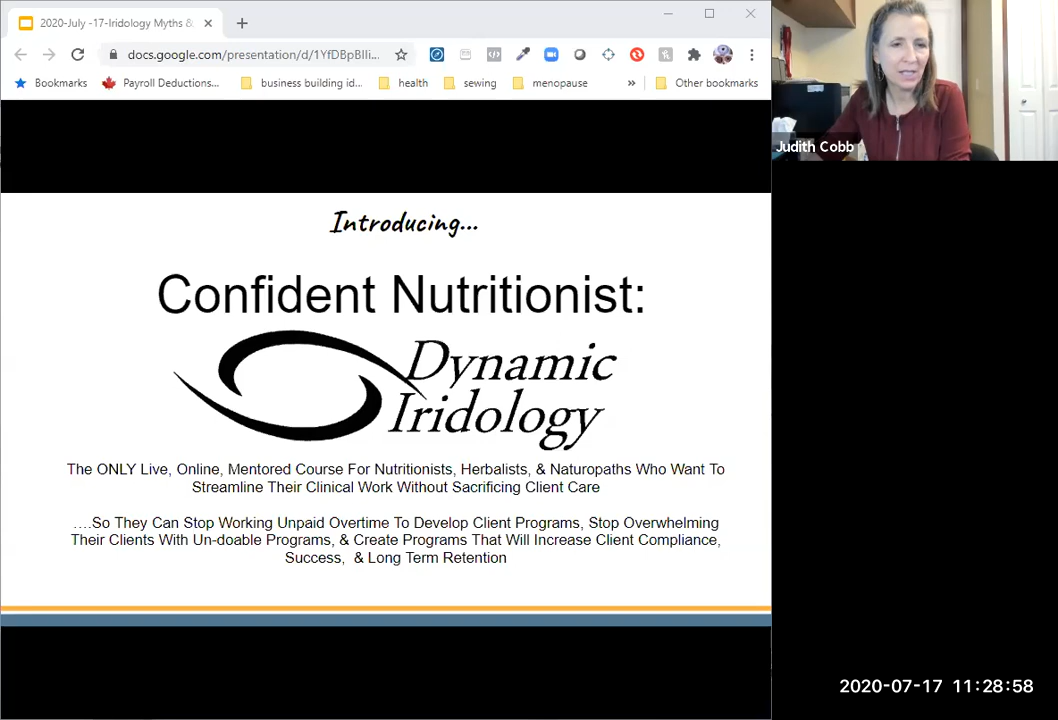 2020-July -17-Iridology Myths &
docs.google.com/presentation/d/1YfDBpBIli...
Bookmarks
Payroll Deductions...
business building id...
health
sewing
menopause
»
Other bookmarks
Judith Cobb
Introducing...
Confident Nutritionist:
Dynamic
Iridology
The ONLY Live, Online, Mentored Course For Nutritionists, Herbalists, & Naturopaths Who Want To
Streamline Their Clinical Work Without Sacrificing Client Care
....So They Can Stop Working Unpaid Overtime To Develop Client Programs, Stop Overwhelming
Their Clients With Un-doable Programs, & Create Programs That Will Increase Client Compliance,
Success,  & Long Term Retention
2020-07-17 11:28:58